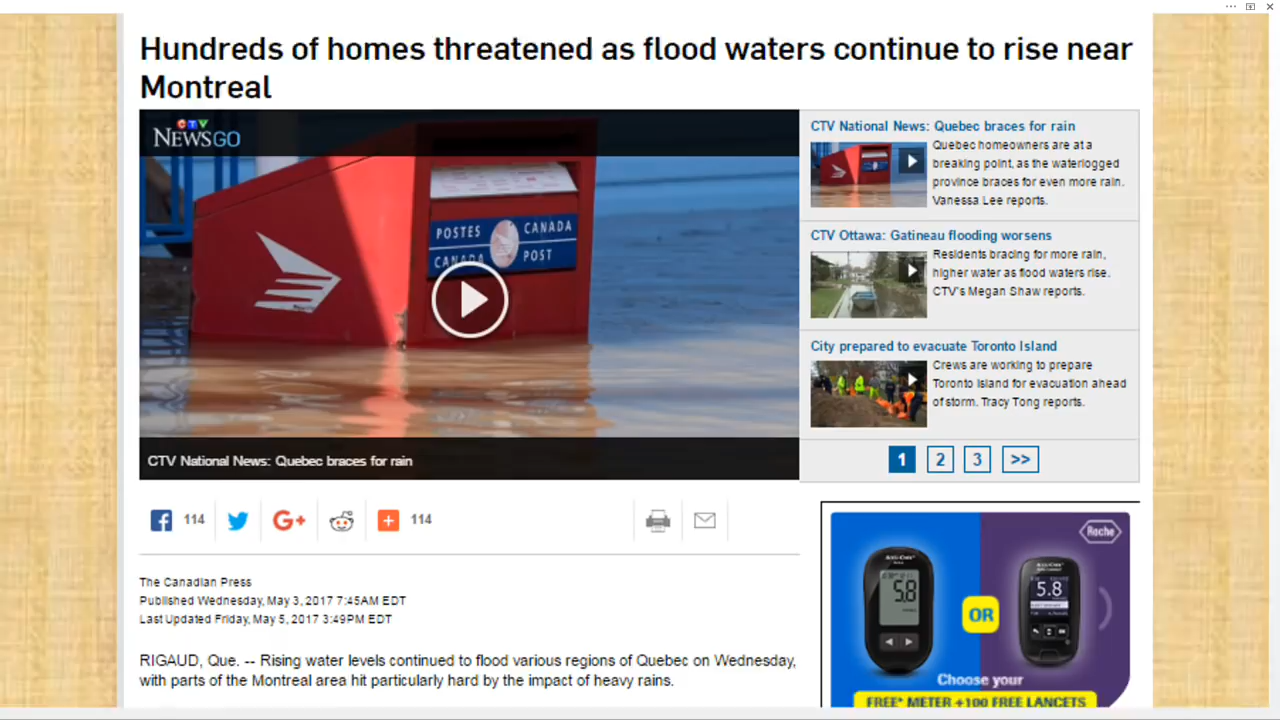 Hundreds of homes threatened as flood waters continue to rise near
Montreal
CTV
NEWSGO
POSTES CANADA
CANADA POST
CTV National News: Quebec braces for rain
CTV National News: Quebec braces for rain
Quebec homeowners are at a
breaking point, as the waterlogged
province braces for even more rain.
Vanessa Lee reports.
CTV Ottawa: Gatineau flooding worsens
Residents bracing for more rain,
higher water as flood waters rise.
CTV's Megan Shaw reports.
City prepared to evacuate Toronto Island
Crews are working to prepare
Toronto Island for evacuation ahead
of storm. Tracy Tong reports.
1 2 3 >>
114 G+ 114
The Canadian Press
Published Wednesday, May 3, 2017 7:45AM EDT
Last Updated Friday, May 5, 2017 3:49PM EDT
RIGAUD, Que. -- Rising water levels continued to flood various regions of Quebec on Wednesday,
with parts of the Montreal area hit particularly hard by the impact of heavy rains.
Roche
ACCU-CHEK
5.8
OR
ACCU-CHEK
5.8
Choose your
FREE* METER +100 FREE LANCETS